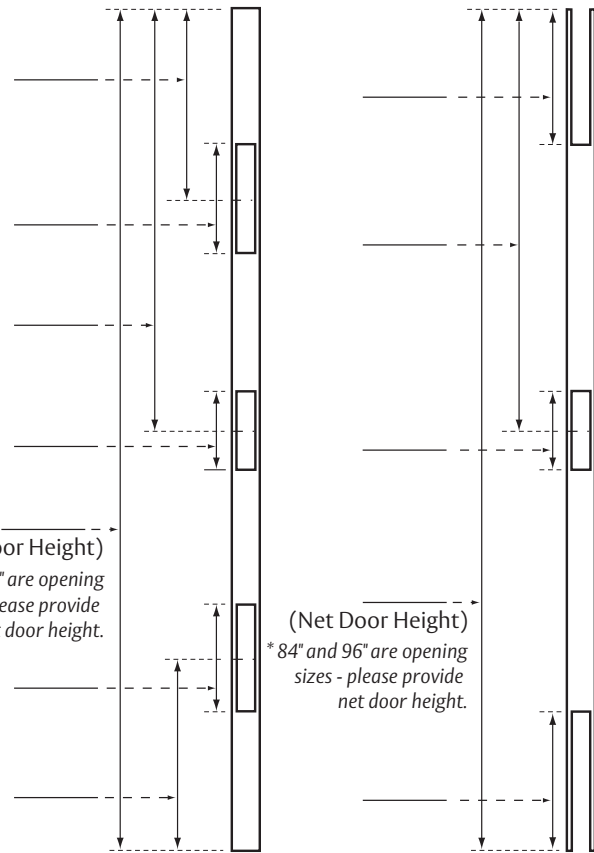 oor Height)
" are opening
ease provide
door height.
(Net Door Height)
* 84" and 96" are opening
sizes - please provide
net door height.